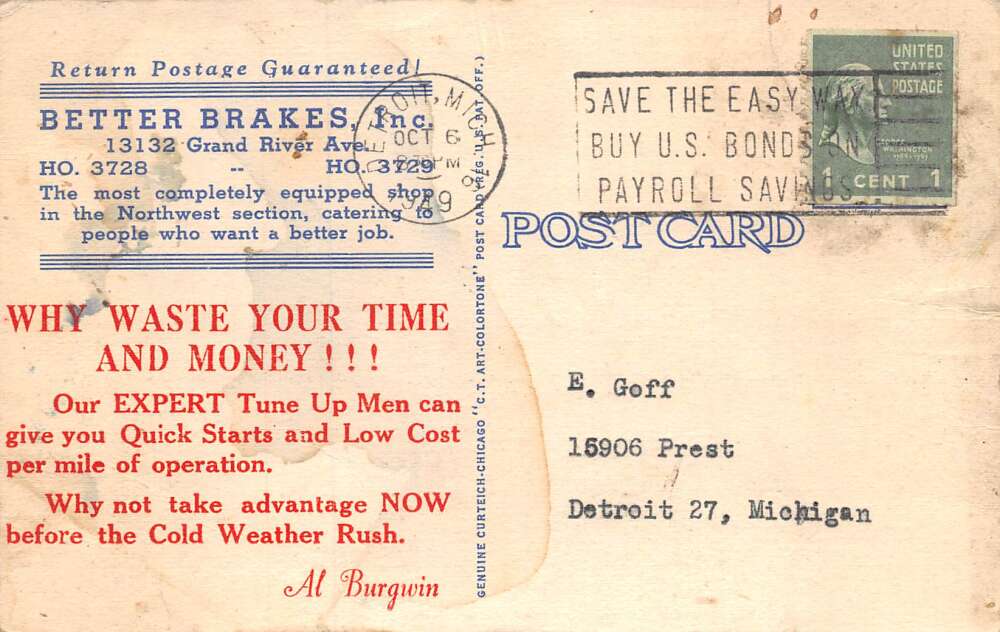 Return Postage Guaranteed!
BETTER BRAKES, Inc.
13132 Grand River Ave.
HO. 3728 -- HO. 3729
The most completely equipped shop
in the Northwest section, catering to
people who want a better job.
WHY WASTE YOUR TIME
AND MONEY!!!
Our EXPERT Tune Up Men can
give you Quick Starts and Low Cost
per mile of operation.
Why not take advantage NOW
before the Cold Weather Rush.
Al Burgwin
DETROIT, MICH
OCT 6
PM
1949
GENUINE CURTEICH-CHICAGO "C.T. ART-COLORTONE" POST CARD (REG. U.S. PAT. OFF.)
SAVE THE EASY WAY
BUY U.S. BONDS ON
PAYROLL SAVINGS
UNITED
STATES
POSTAGE
WASHINGTON
1 CENT 1
POST CARD
E. Goff
15906 Prest
Detroit 27, Michigan